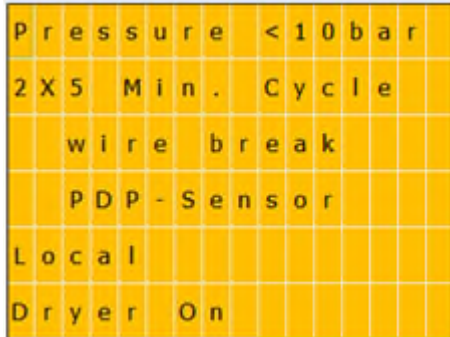 Pressure <10bar
2X5 Min. Cycle
wire break
PDP-Sensor
Local
Dryer On